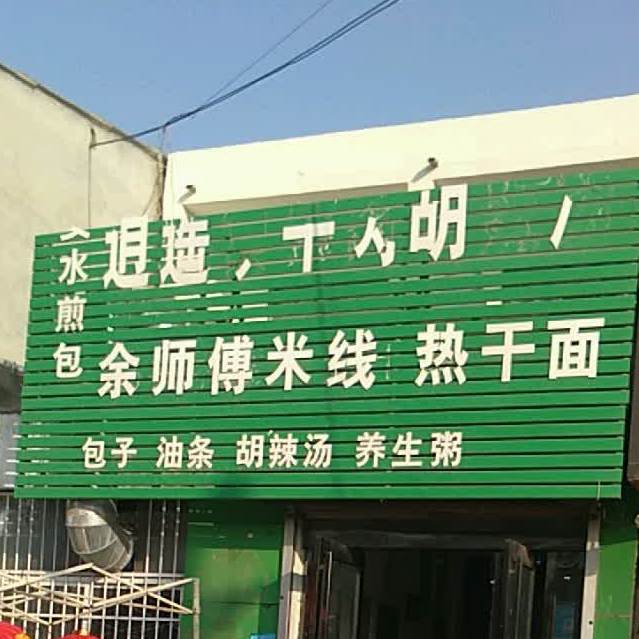 水煎包
胡
余师傅米线 热干面
包子 油条 胡辣汤 养生粥